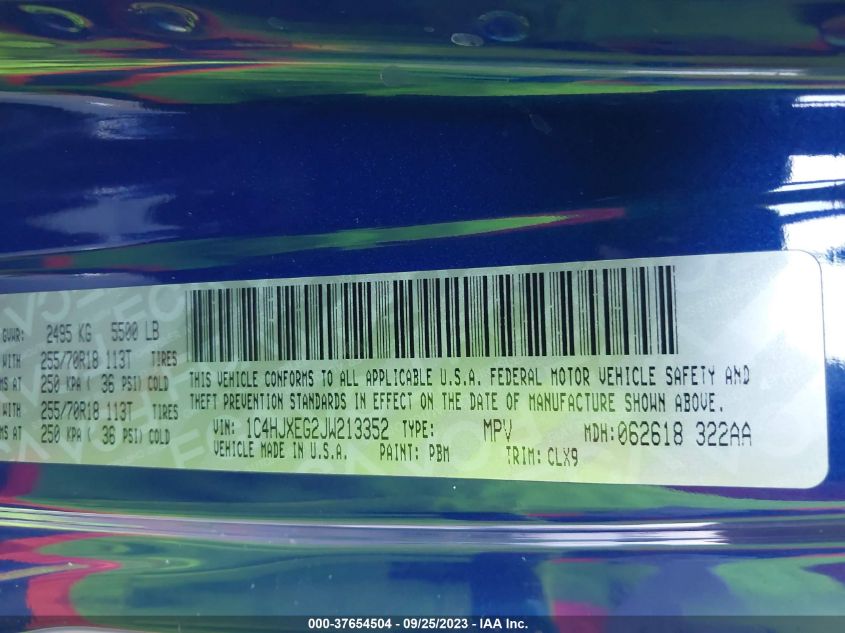 GVWR: 2495 KG 5500 LB
WITH 255/70R18 113T TIRES
MS AT 250 KPA ( 36 PSI) COLD
WITH 255/70R18 113T TIRES
MS AT 250 KPA ( 36 PSI) COLD
THIS VEHICLE CONFORMS TO ALL APPLICABLE U.S.A. FEDERAL MOTOR VEHICLE SAFETY AND
THEFT PREVENTION STANDARDS IN EFFECT ON THE DATE OF MANUFACTURE SHOWN ABOVE.
VIN: 1C4HJXEG2JW213352 TYPE: MPV MDH:062618 322AA
VEHICLE MADE IN U.S.A. PAINT: PBM TRIM: CLX9
000-37654504 - 09/25/2023 - IAA Inc.